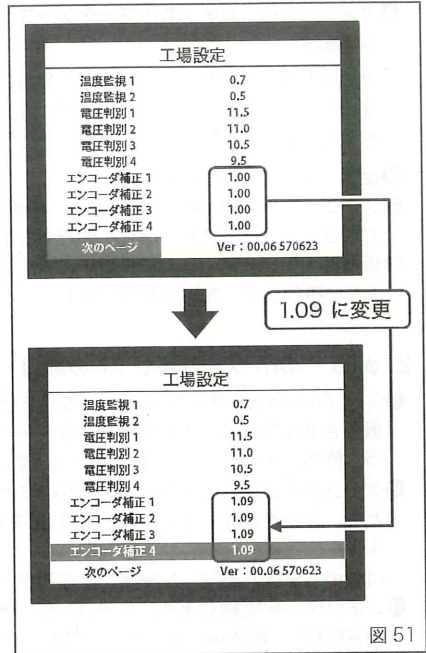 工場設定
温度監視 1 0.7
温度監視 2 0.5
電圧判別 1 11.5
電圧判別 2 11.0
電圧判別 3 10.5
電圧判別 4 9.5
エンコーダ補正 1 1.00
エンコーダ補正 2 1.00
エンコーダ補正 3 1.00
エンコーダ補正 4 1.00
次のページ Ver：00.06 570623
1.09 に変更
工場設定
温度監視 1 0.7
温度監視 2 0.5
電圧判別 1 11.5
電圧判別 2 11.0
電圧判別 3 10.5
電圧判別 4 9.5
エンコーダ補正 1 1.09
エンコーダ補正 2 1.09
エンコーダ補正 3 1.09
エンコーダ補正 4 1.09
次のページ Ver：00.06 570623
図 51